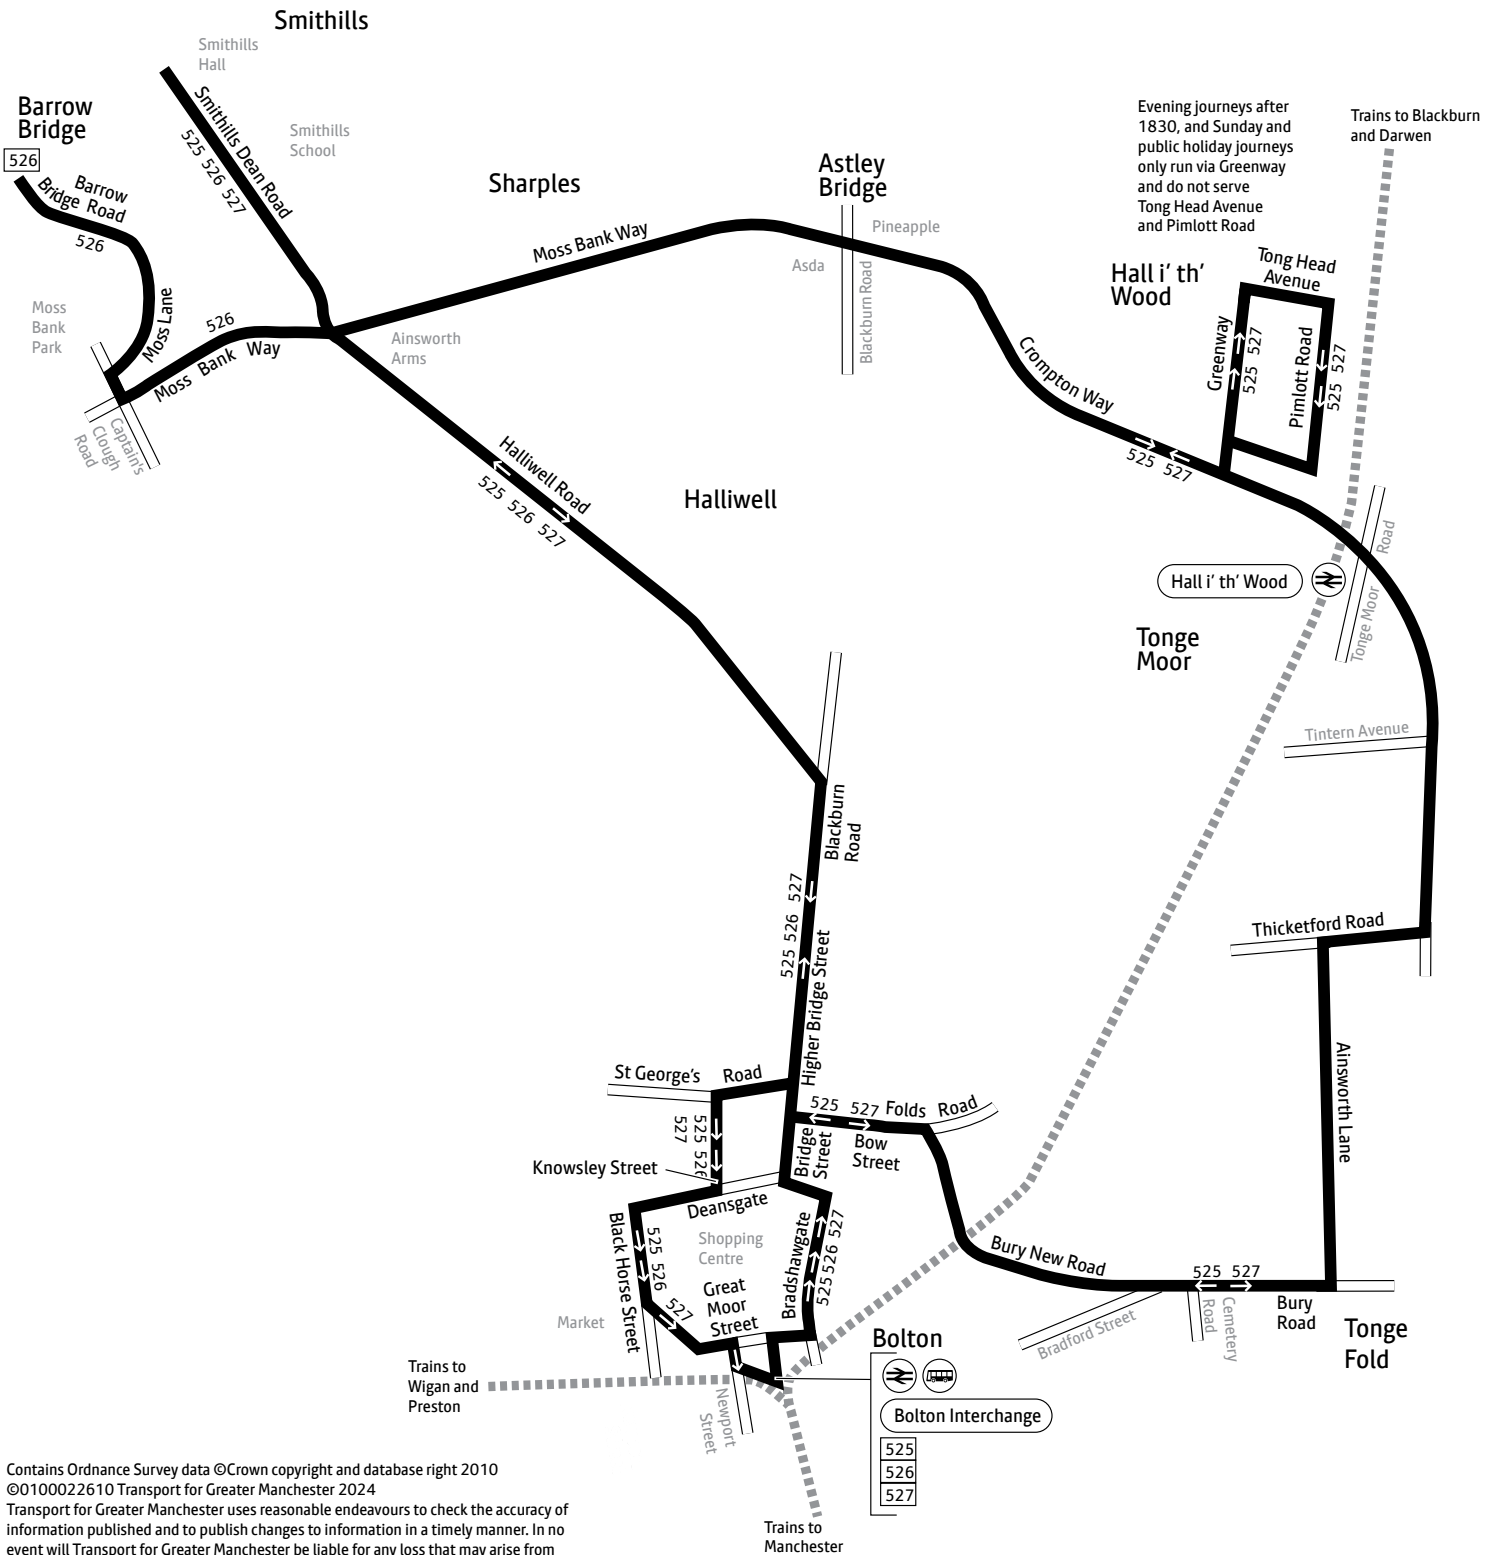 Smithills
Smithills
Hall
Barrow
Bridge
526
Smithills Dean Road
525 526 527
Smithills
School
Barrow
Bridge Road
526
Sharples
Astley
Bridge
Evening journeys after
1830, and Sunday and
public holiday journeys
only run via Greenway
and do not serve
Tong Head Avenue
and Pimlott Road
Trains to Blackburn
and Darwen
Moss Bank Way
Pineapple
Asda
Blackburn Road
Hall i' th'
Wood
Tong Head
Avenue
Greenway
525 527
Pimlott Road
525 527
Moss
Bank
Park
Moss Lane
526
Moss Bank Way
Ainsworth
Arms
Captain's
Clough
Road
Crompton Way
525 527
Halliwell Road
525 526 527
Halliwell
Hall i' th' Wood
Tonge Moor Road
Tonge
Moor
Tintern Avenue
Blackburn
Road
525 526 527
Higher Bridge Street
Thicketford Road
Ainsworth Lane
St George's Road
525 526
527
525 527 Folds Road
Bow
Street
Bridge
Street
Knowsley Street
Deansgate
Black Horse Street
525 526 527
Shopping
Centre
Great
Moor
Street
Bradshawgate
525 526 527
Bury New Road
525 527
Market
Bradford Street
Cemetery
Road
Bury
Road
Tonge
Fold
Bolton
Bolton Interchange
525
526
527
Trains to
Wigan and
Preston
Newport
Street
Trains to
Manchester
Contains Ordnance Survey data ©Crown copyright and database right 2010
©0100022610 Transport for Greater Manchester 2024
Transport for Greater Manchester uses reasonable endeavours to check the accuracy of
information published and to publish changes to information in a timely manner. In no
event will Transport for Greater Manchester be liable for any loss that may arise from